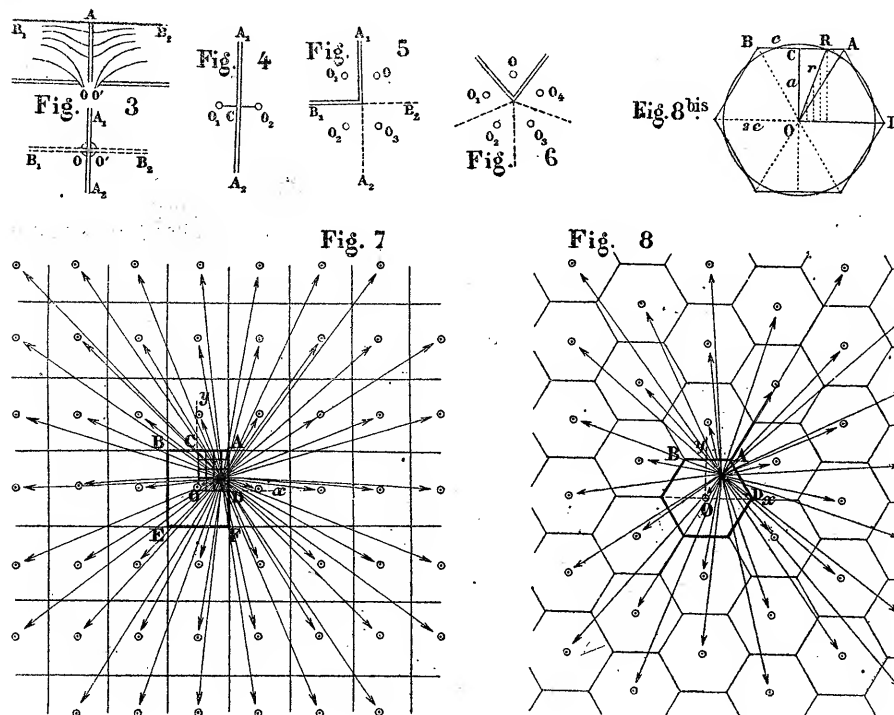 A
B₁ B₂
O O'
Fig. 3
A₁
B₁ O O' B₂
A₂
A₁
Fig. 4
O₁ C O₂
A₂
A₁
5
Fig.
O₁ O
B₁ B₂
O₂ O₃
A₂
O
O₁ O₄
O₂ O₃
Fig. 6
B c R A
C
r
a
Fig. 8 bis
O
Fig. 7
y
B C A
O D x
E F
Fig. 8
y
B A
O D x